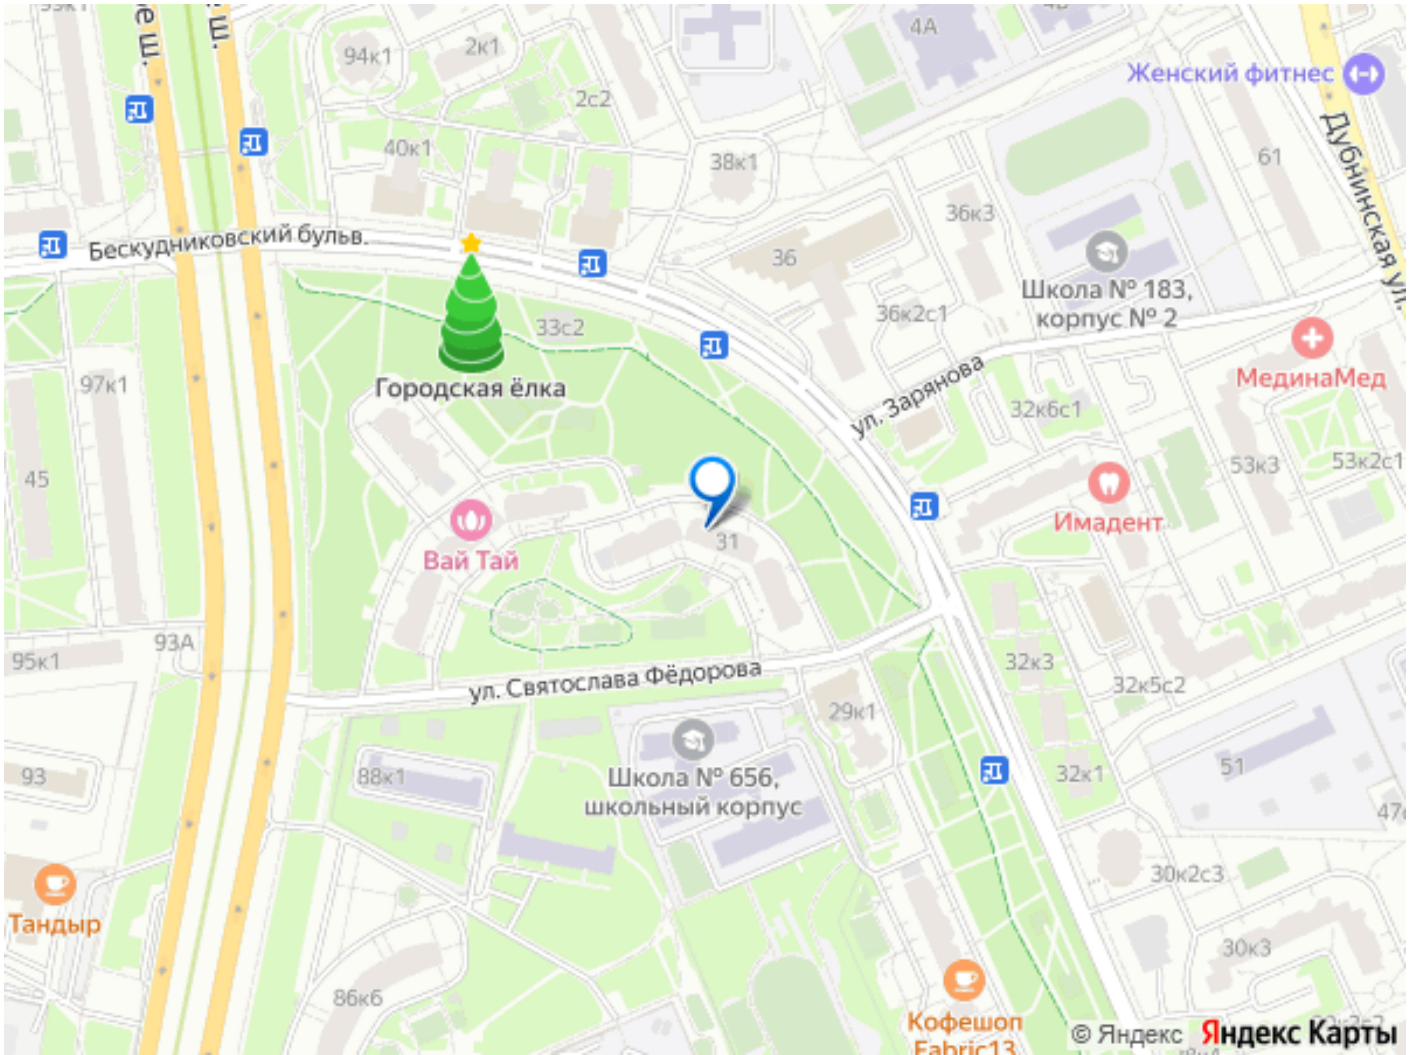 е ш.
ш.
94к1
2к1
4А
Женский фитнес
2с2
40к1
38к1
61
Дубнинская ул.
36к3
Бескудниковский бульв.
36
Школа № 183,
корпус № 2
36к2с1
33с2
ул. Зарянова
МединаМед
Городская ёлка
97к1
32к6с1
45
53к3
53к2с1
Имадент
Вай Тай
31
93А
95к1
ул. Святослава Фёдорова
32к3
32к5с2
29к1
93
88к1
Школа № 656,
школьный корпус
32к1
51
47с
30к2с3
Тандыр
30к3
86к6
Кофешоп
Fabric13
© Яндекс Яндекс Карты